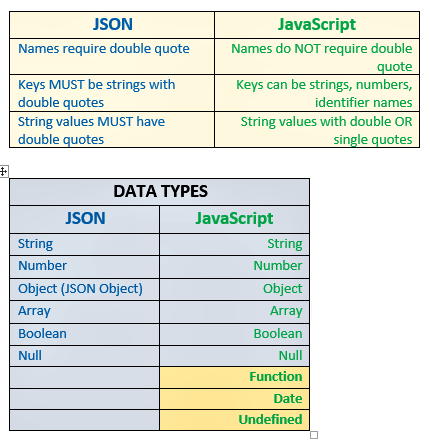 JSON JavaScript
Names require double quote Names do NOT require double
quote
Keys MUST be strings with Keys can be strings, numbers,
double quotes identifier names
String values MUST have String values with double OR
double quotes single quotes
DATA TYPES
JSON JavaScript
String String
Number Number
Object (JSON Object) Object
Array Array
Boolean Boolean
Null Null
Function
Date
Undefined